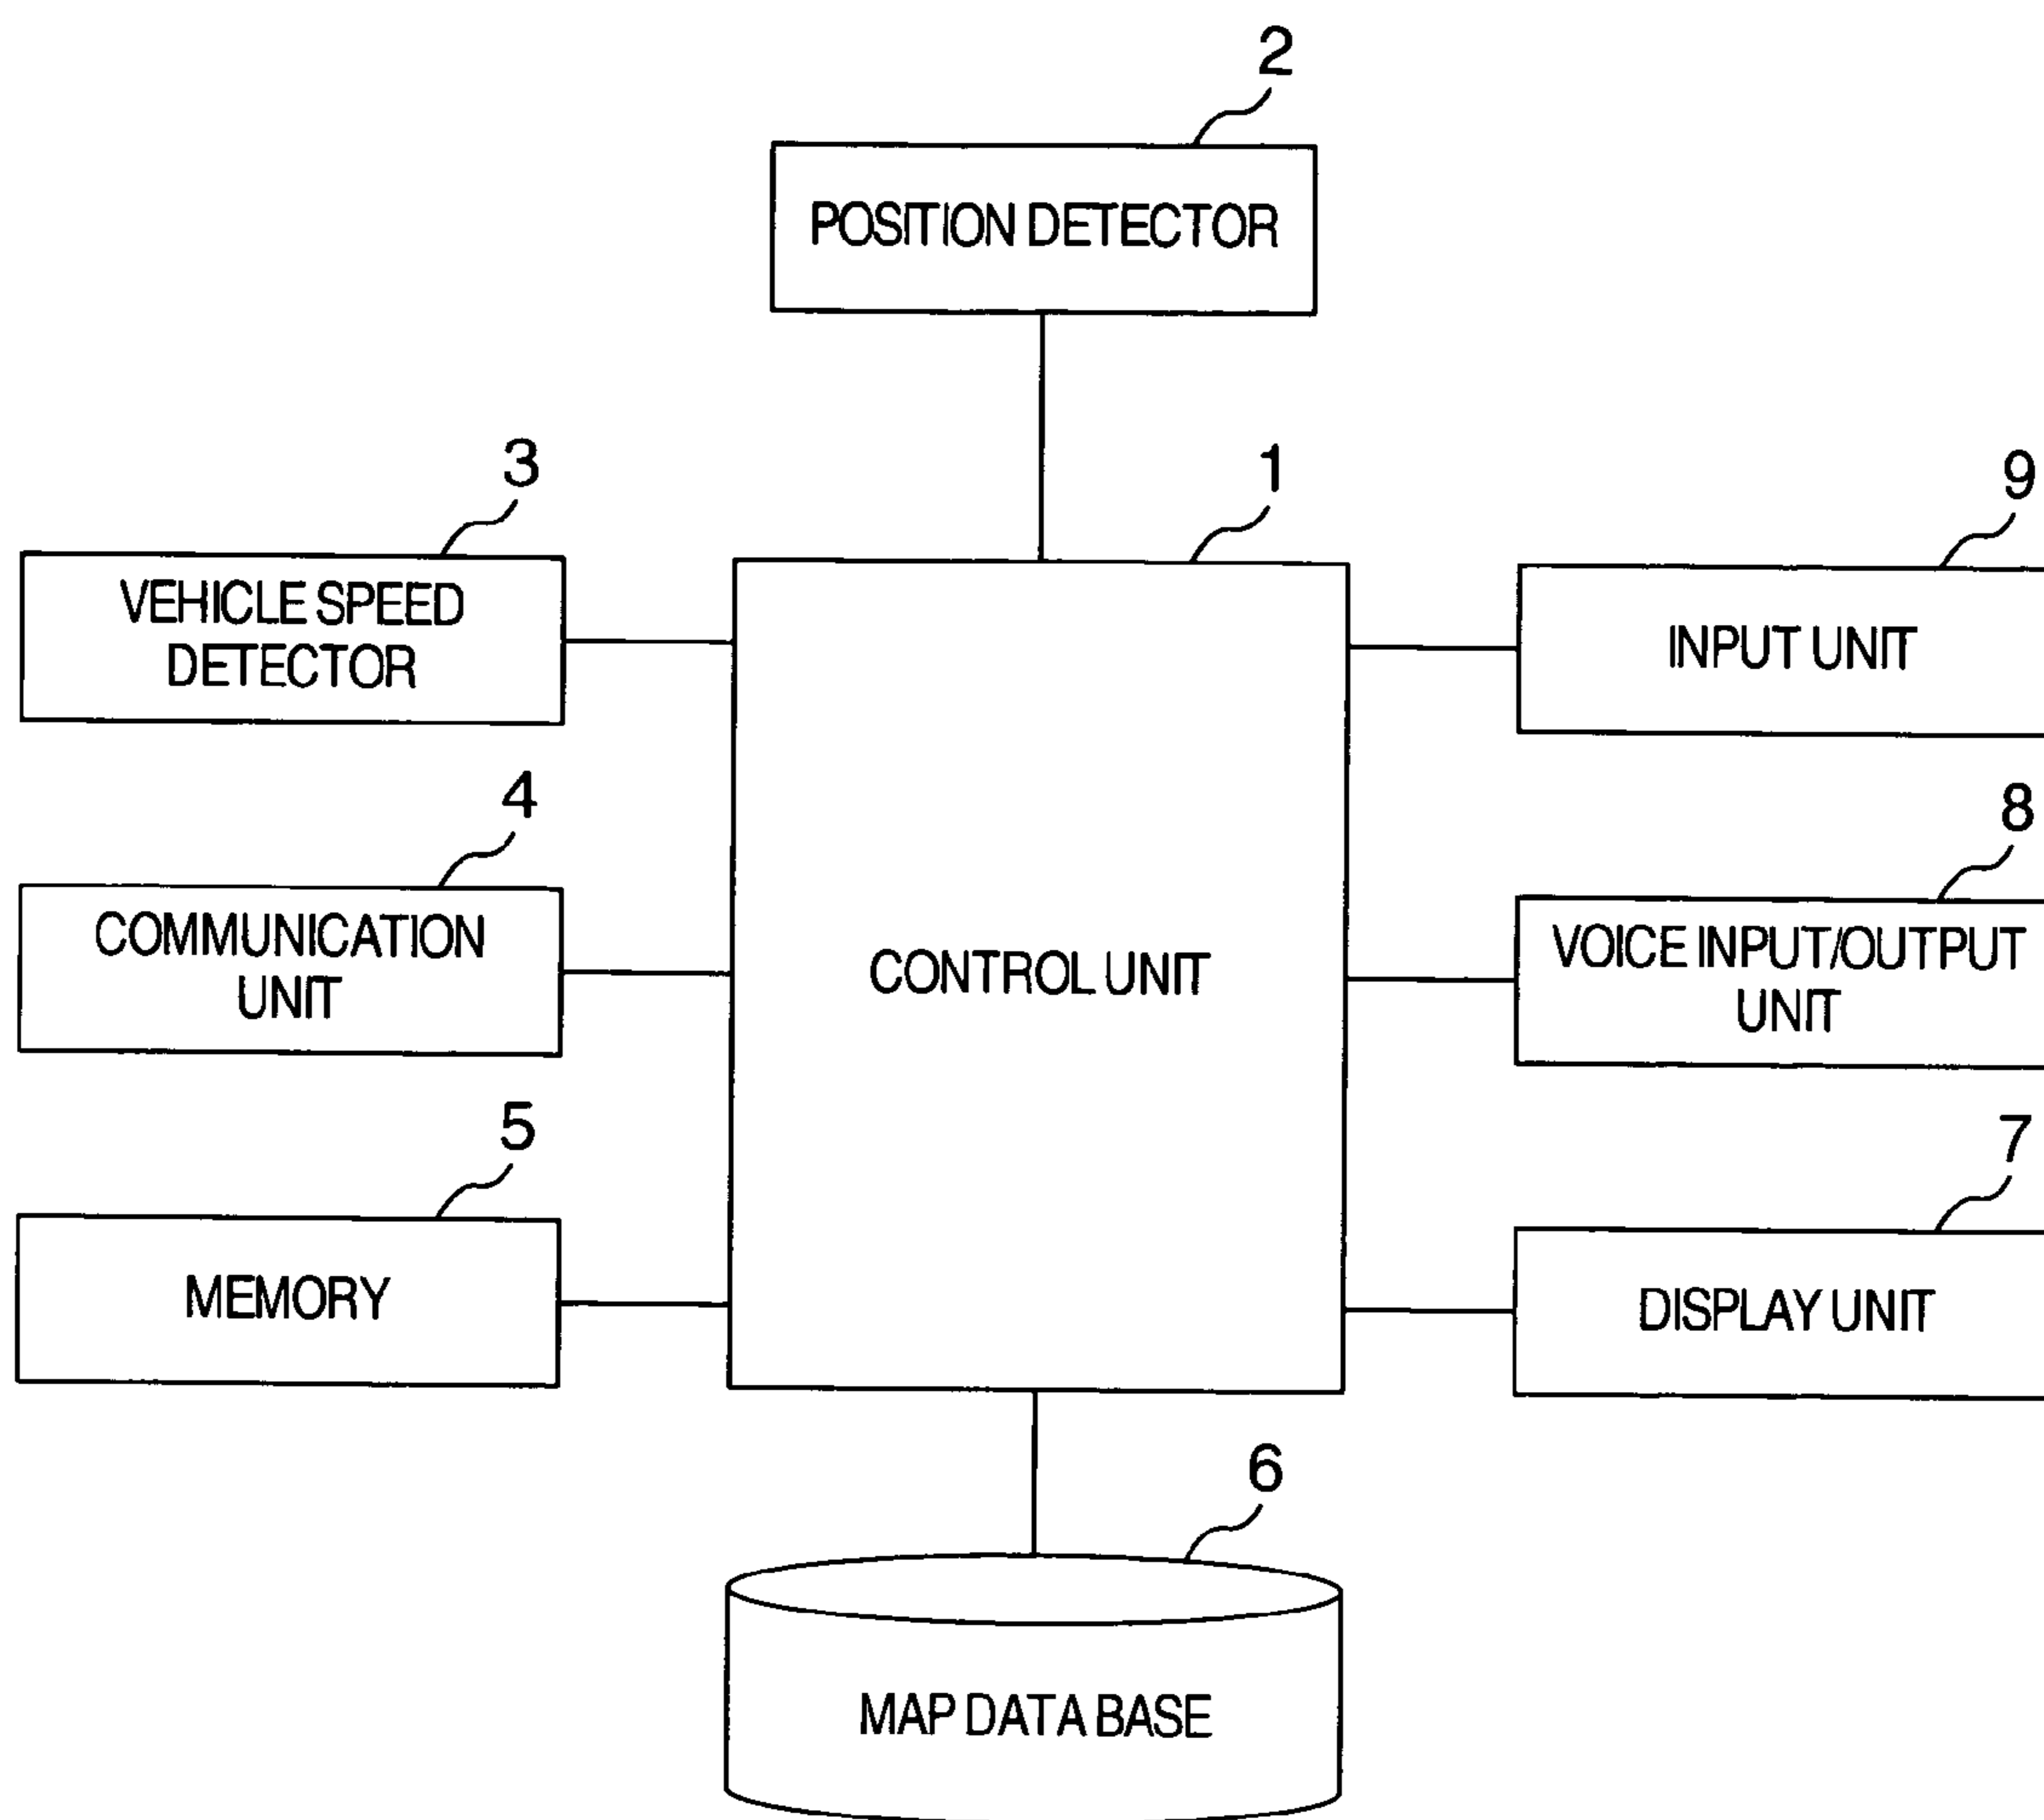 2
POSITION DETECTOR
3
VEHICLE SPEED
DETECTOR
4
COMMUNICATION
UNIT
5
MEMORY
1
CONTROL UNIT
9
INPUT UNIT
8
VOICE INPUT/OUTPUT
UNIT
7
DISPLAY UNIT
6
MAP DATA BASE